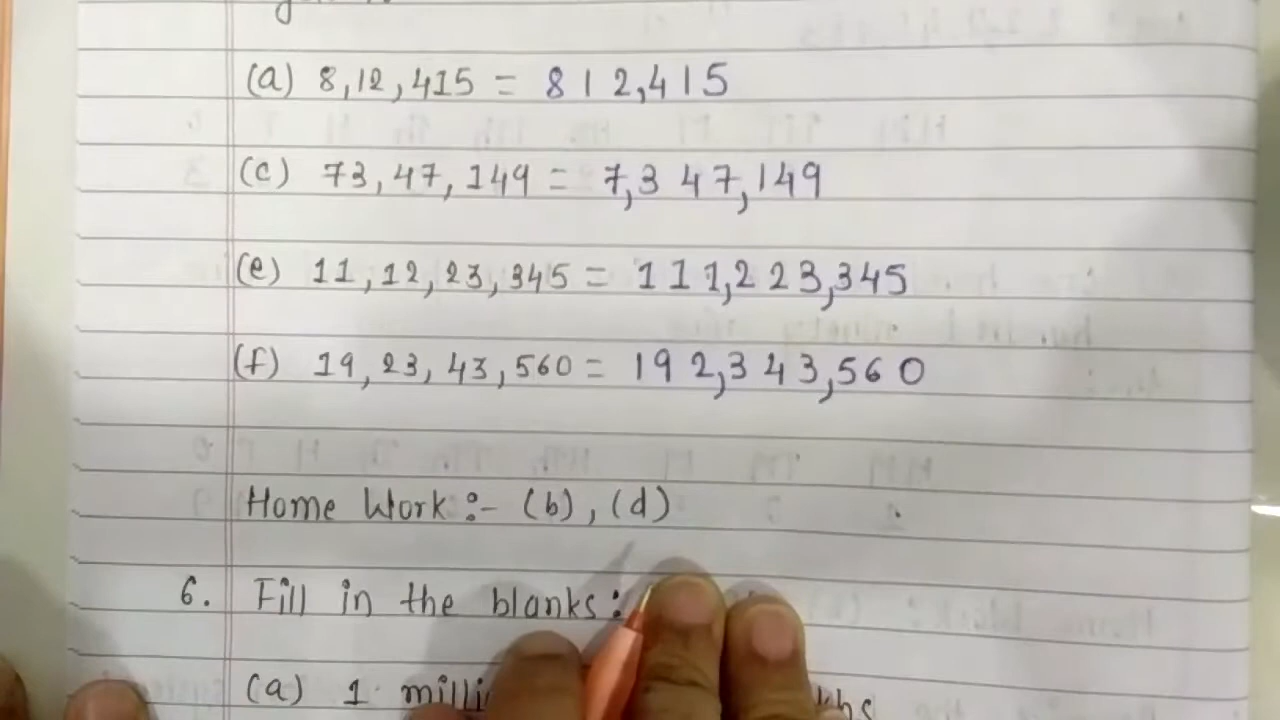 (a) 8,12,415 = 812,415
(c) 73,47,149 = 7,347,149
(e) 11,12,23,345 = 111,223,345
(f) 19,23,43,560 = 192,343,560
Home Work :- (b), (d)
6. Fill in the blanks:
(a) 1